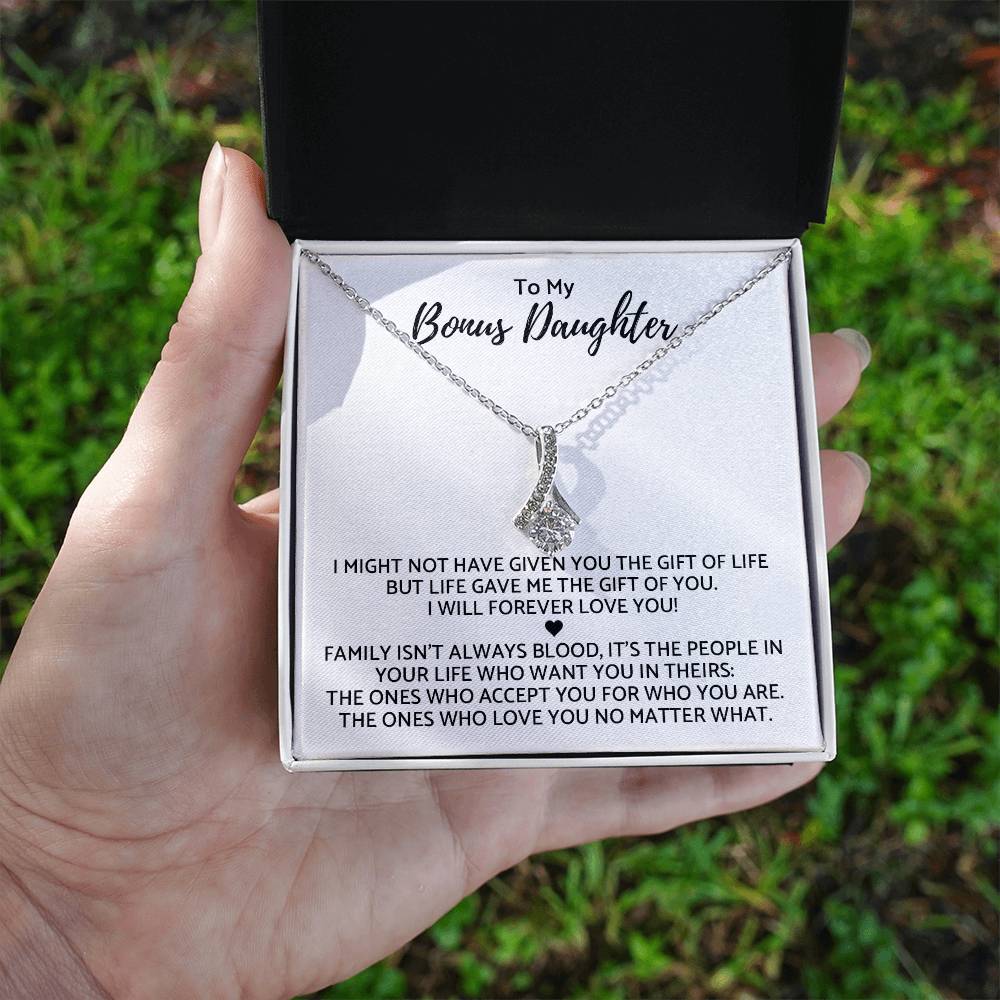 To My
Bonus Daughter
I MIGHT NOT HAVE GIVEN YOU THE GIFT OF LIFE
BUT LIFE GAVE ME THE GIFT OF YOU.
I WILL FOREVER LOVE YOU!
FAMILY ISN'T ALWAYS BLOOD, IT'S THE PEOPLE IN
YOUR LIFE WHO WANT YOU IN THEIRS:
THE ONES WHO ACCEPT YOU FOR WHO YOU ARE.
THE ONES WHO LOVE YOU NO MATTER WHAT.